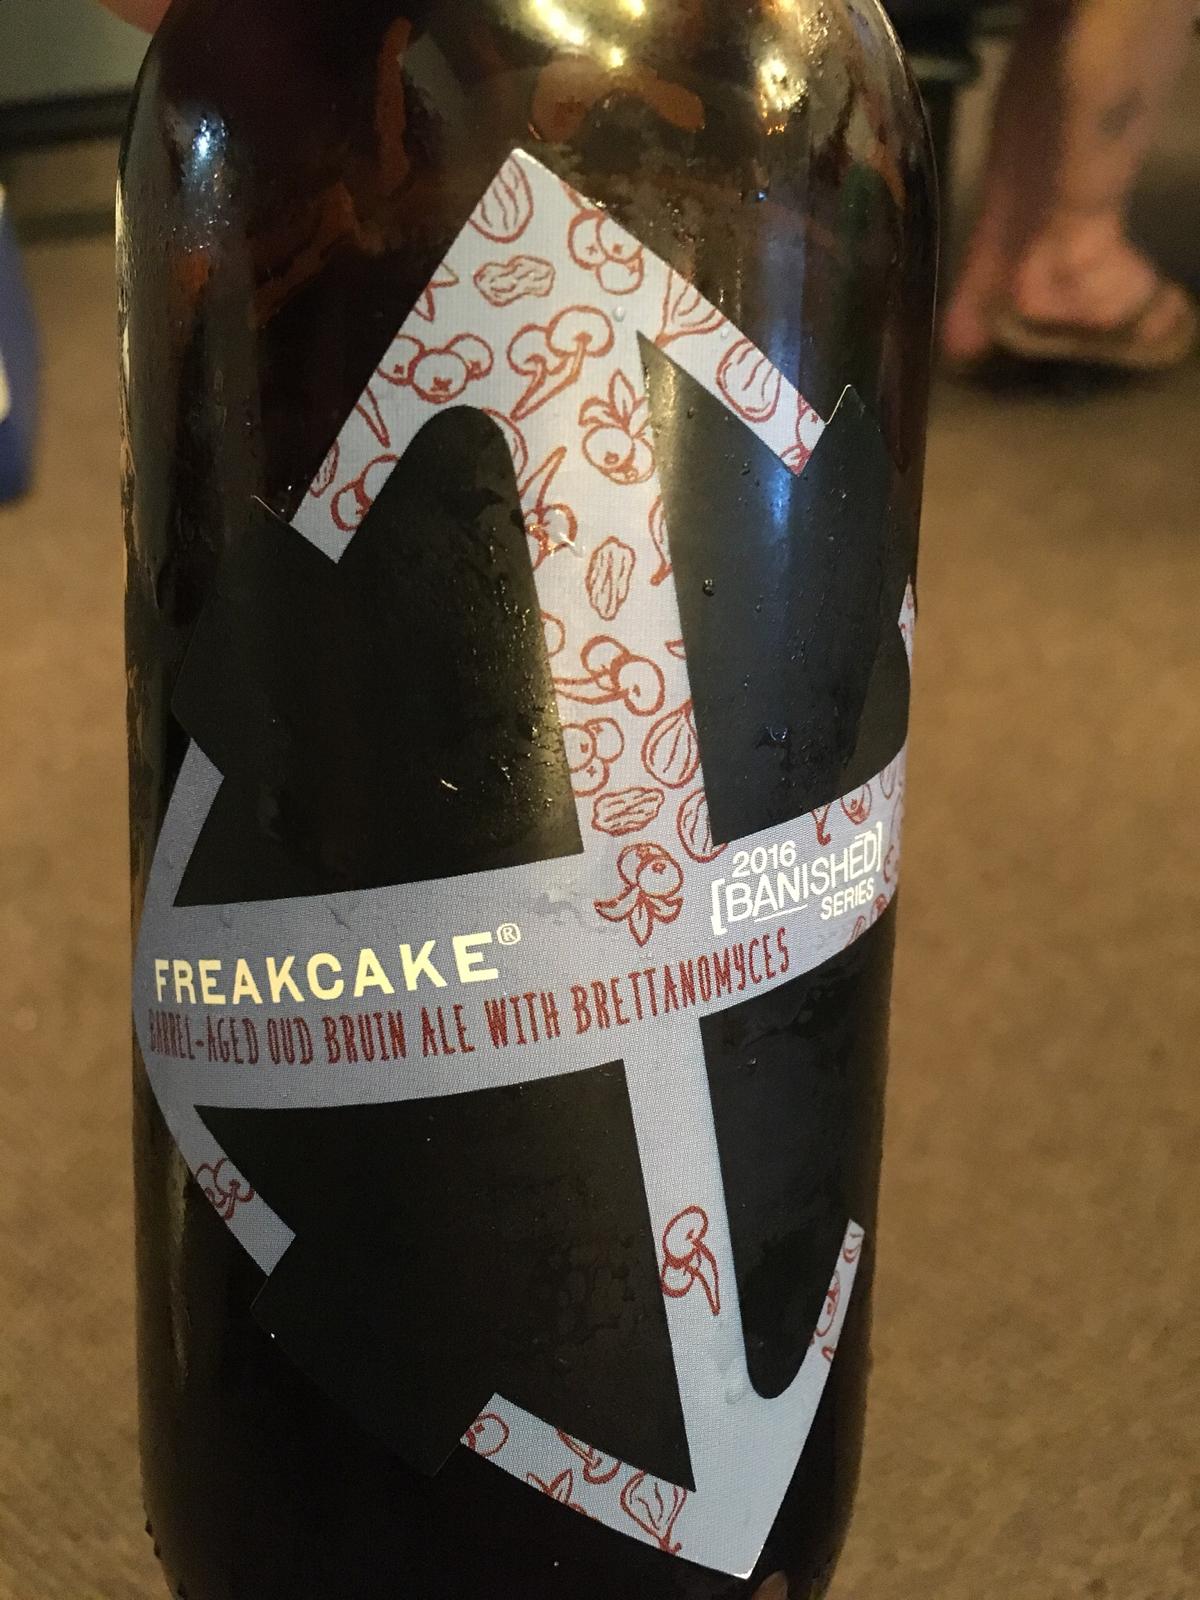 2016
[BANISHED]
SERIES
FREAKCAKE®
BARREL-AGED OUD BRUIN ALE WITH BRETTANOMYCES